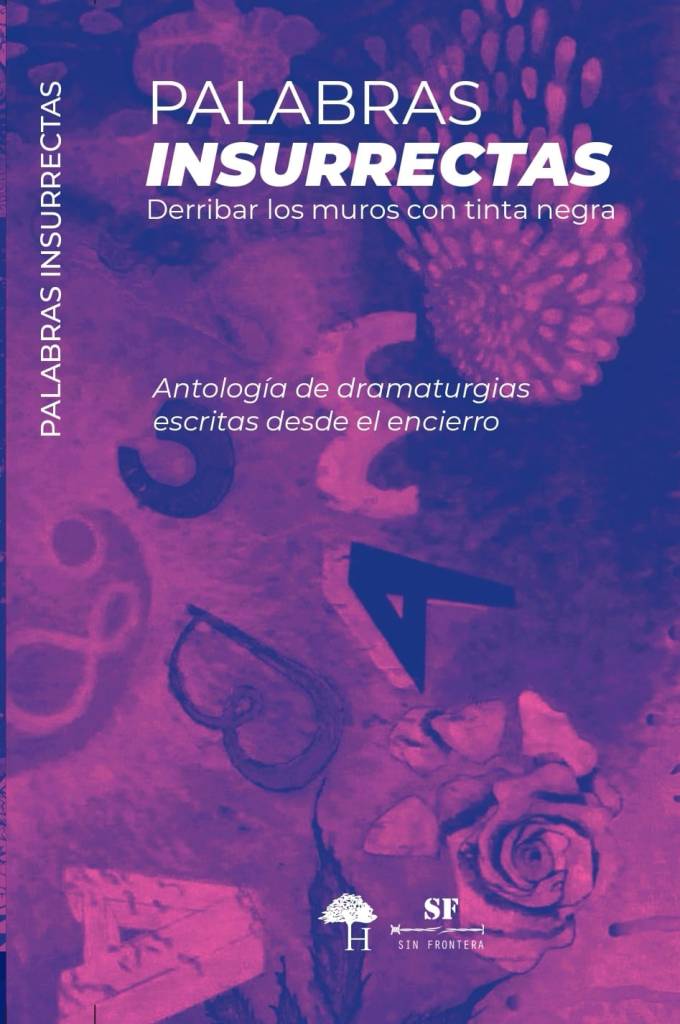 PALABRAS INSURRECTAS
PALABRAS
INSURRECTAS
Derribar los muros con tinta negra
Antología de dramaturgias
escritas desde el encierro
H
SF
SIN FRONTERA